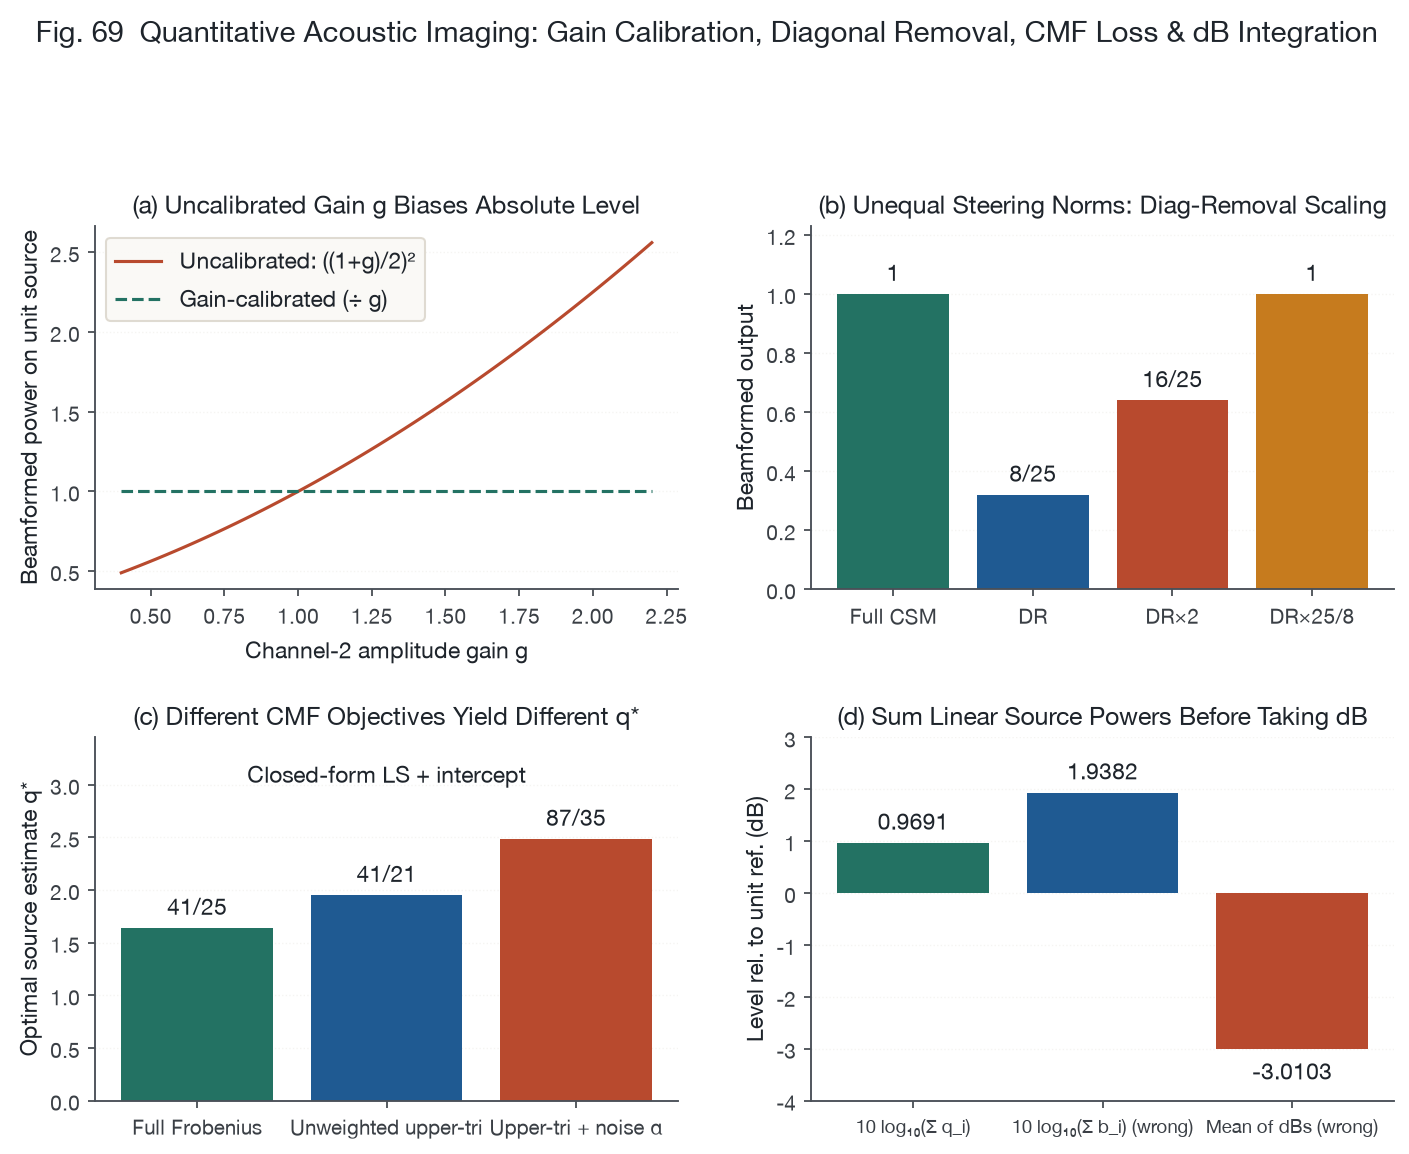 Fig. 69  Quantitative Acoustic Imaging: Gain Calibration, Diagonal Removal, CMF Loss & dB Integration
(a) Uncalibrated Gain g Biases Absolute Level
Beamformed power on unit source
2.5
2.0
1.5
1.0
0.5
Uncalibrated: ((1+g)/2)²
Gain-calibrated (÷ g)
0.50 0.75 1.00 1.25 1.50 1.75 2.00 2.25
Channel-2 amplitude gain g
(b) Unequal Steering Norms: Diag-Removal Scaling
Beamformed output
1.2
1.0
0.8
0.6
0.4
0.2
0.0
1
8/25
16/25
1
Full CSM DR DR×2 DR×25/8
(c) Different CMF Objectives Yield Different q*
Optimal source estimate q*
3.0
2.5
2.0
1.5
1.0
0.5
0.0
Closed-form LS + intercept
41/25
41/21
87/35
Full Frobenius Unweighted upper-tri Upper-tri + noise α
(d) Sum Linear Source Powers Before Taking dB
Level rel. to unit ref. (dB)
3
2
1
0
-1
-2
-3
-4
0.9691
1.9382
-3.0103
10 log₁₀(Σ q_i) 10 log₁₀(Σ b_i) (wrong) Mean of dBs (wrong)